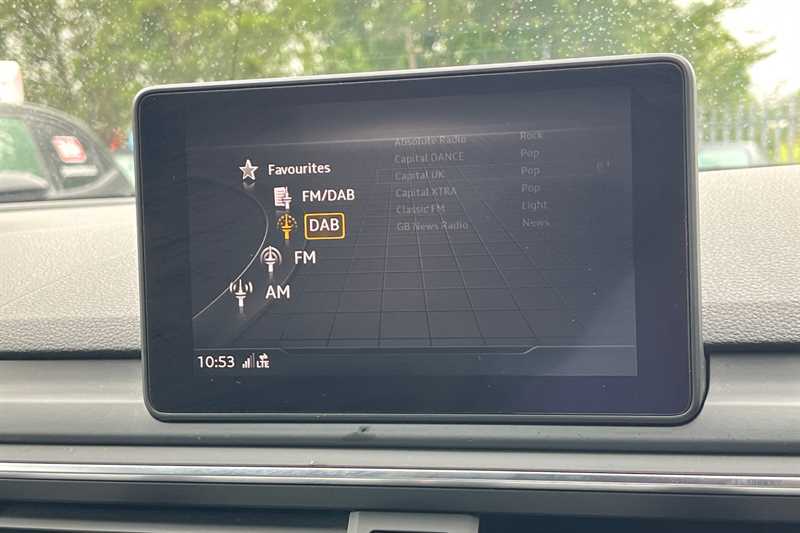 Favourites
FM/DAB
DAB
FM
AM
Absolute Radio Rock
Capital DANCE Pop
Capital UK Pop
Capital XTRA Pop
Classic FM Light
GB News Radio News
10:53 LTE